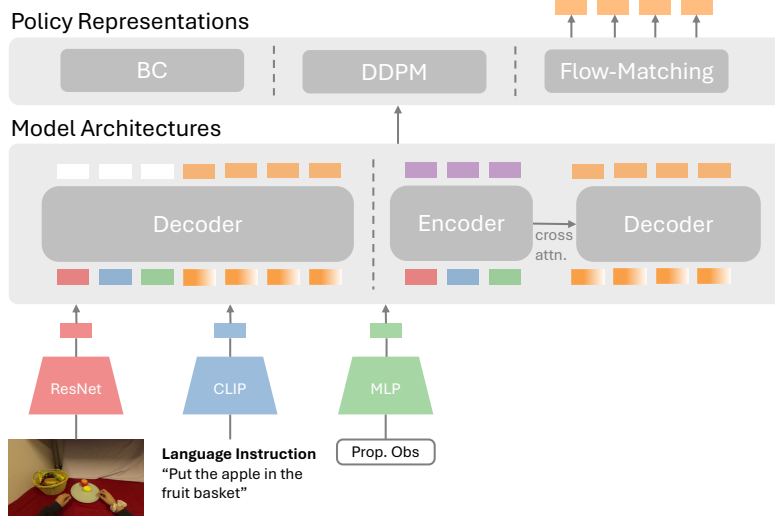 Policy Representations
BC
DDPM
Flow-Matching
Model Architectures
Decoder
Encoder
cross
attn.
Decoder
ResNet
CLIP
MLP
Language Instruction
“Put the apple in the
fruit basket”
Prop. Obs